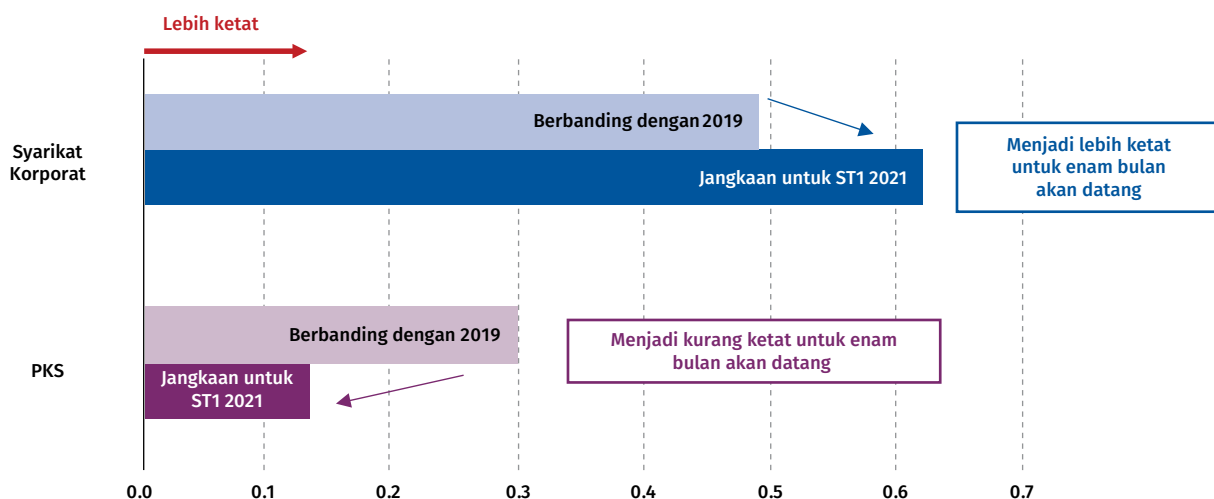 Lebih ketat
Syarikat
Korporat
Berbanding dengan 2019
Jangkaan untuk ST1 2021
Menjadi lebih ketat
untuk enam bulan
akan datang
PKS
Berbanding dengan 2019
Jangkaan untuk
ST1 2021
Menjadi kurang ketat untuk enam
bulan akan datang
0.0 0.1 0.2 0.3 0.4 0.5 0.6 0.7